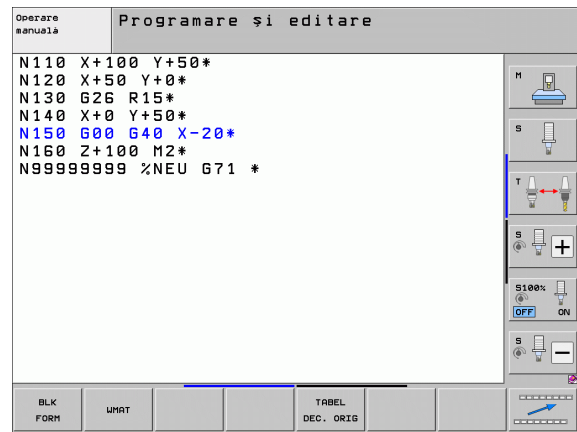 Operare
manuală
Programare și editare
N110 X+100 Y+50*
N120 X+50 Y+0*
N130 G26 R15*
N140 X+0 Y+50*
N150 G00 G40 X-20*
N160 Z+100 M2*
N99999999 %NEU G71 *
M
S
T
S
S100%
OFF ON
S
BLK
FORM
WMAT
TABEL
DEC. ORIG